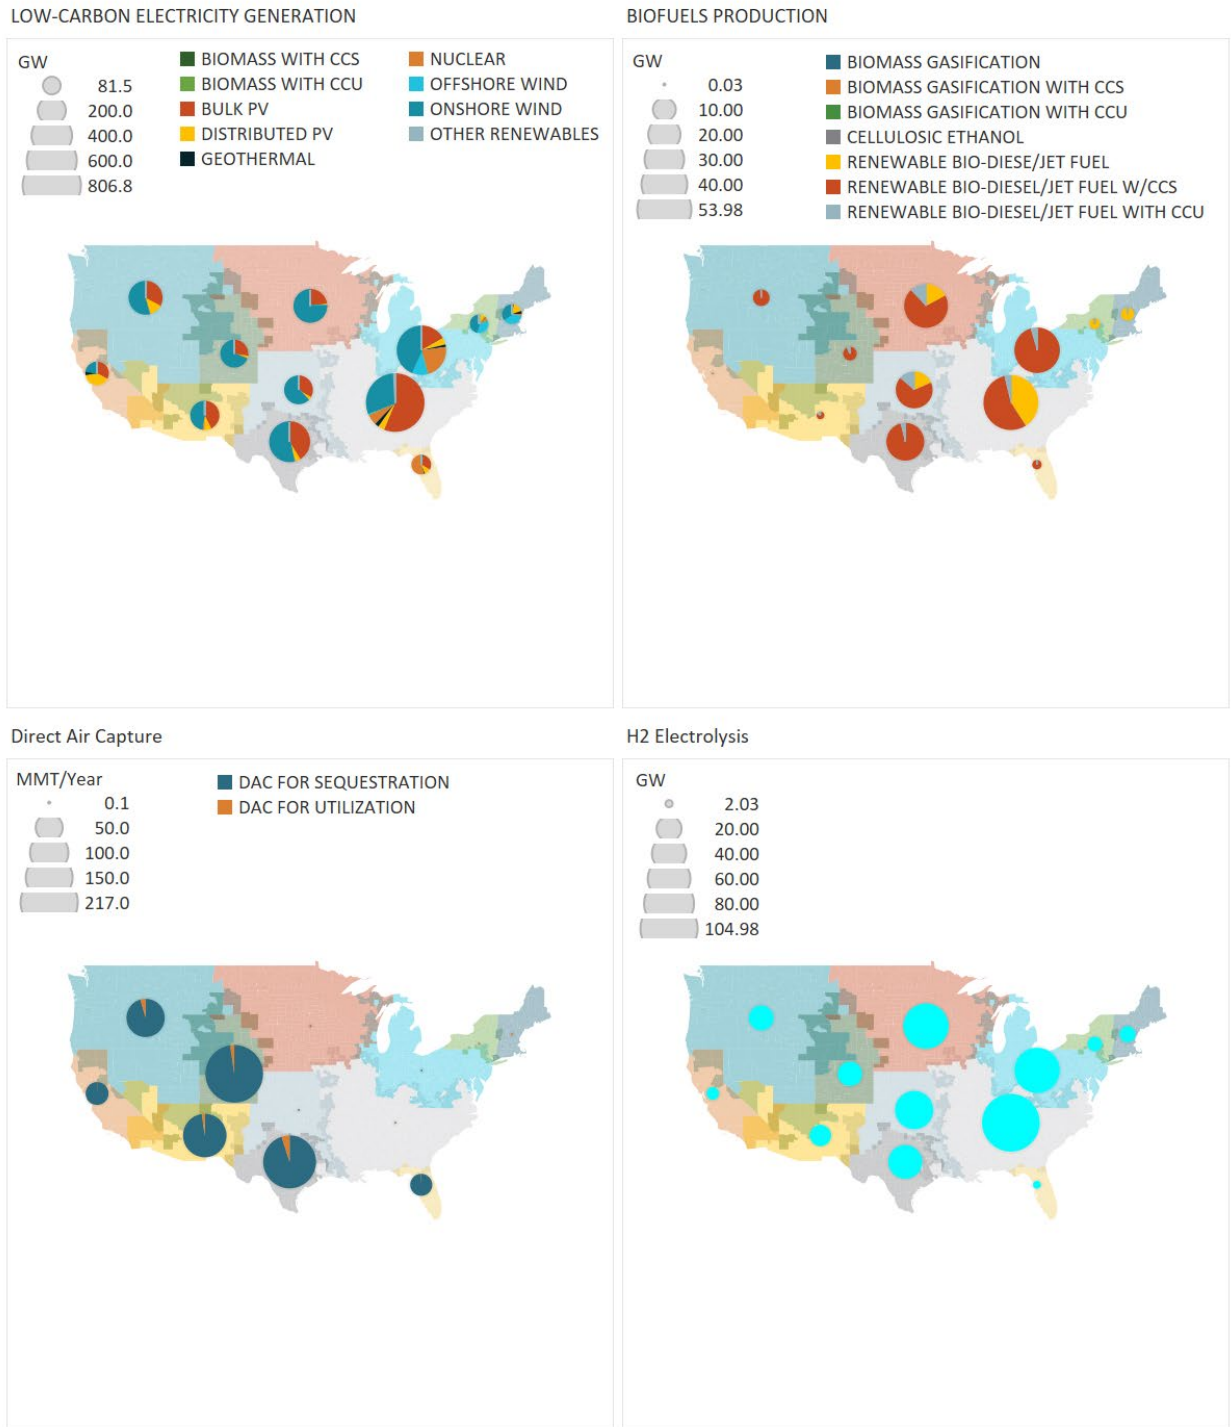 LOW-CARBON ELECTRICITY GENERATION
GW
81.5
200.0
400.0
600.0
806.8
BIOMASS WITH CCS
BIOMASS WITH CCU
BULK PV
DISTRIBUTED PV
GEOTHERMAL
NUCLEAR
OFFSHORE WIND
ONSHORE WIND
OTHER RENEWABLES
BIOFUELS PRODUCTION
GW
0.03
10.00
20.00
30.00
40.00
53.98
BIOMASS GASIFICATION
BIOMASS GASIFICATION WITH CCS
BIOMASS GASIFICATION WITH CCU
CELLULOSIC ETHANOL
RENEWABLE BIO-DIESE/JET FUEL
RENEWABLE BIO-DIESEL/JET FUEL W/CCS
RENEWABLE BIO-DIESEL/JET FUEL WITH CCU
Direct Air Capture
MMT/Year
0.1
50.0
100.0
150.0
217.0
DAC FOR SEQUESTRATION
DAC FOR UTILIZATION
H2 Electrolysis
GW
2.03
20.00
40.00
60.00
80.00
104.98